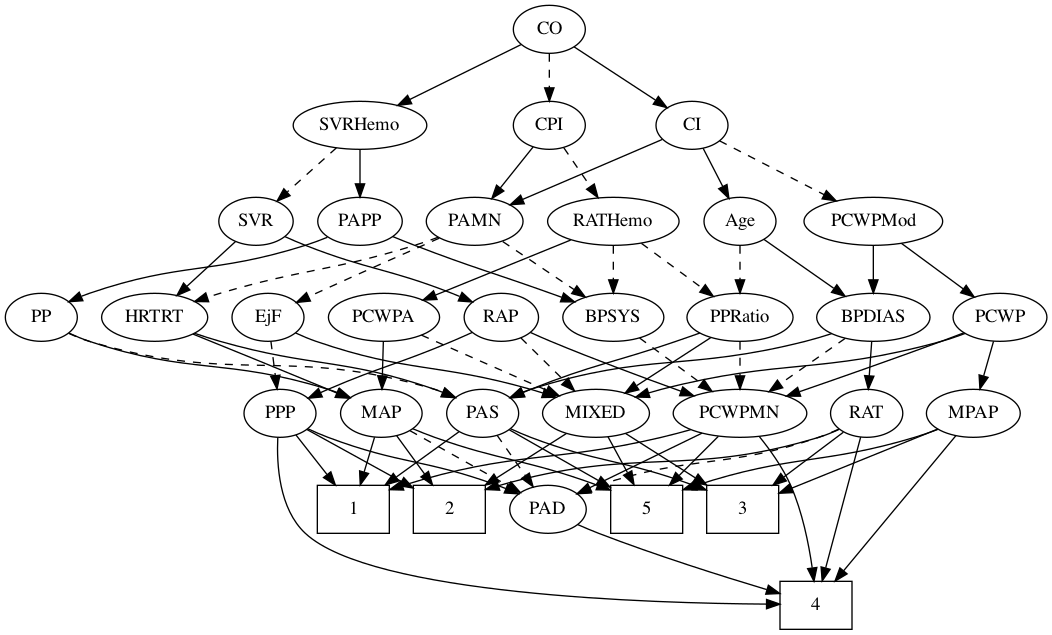 CO
SVRHemo CPI CI
SVR PAPP PAMN RATHemo Age PCWPMod
PP HRTRT EjF PCWPA RAP BPSYS PPRatio BPDIAS PCWP
PPP MAP PAS MIXED PCWPMN RAT MPAP
1 2 PAD 5 3
4